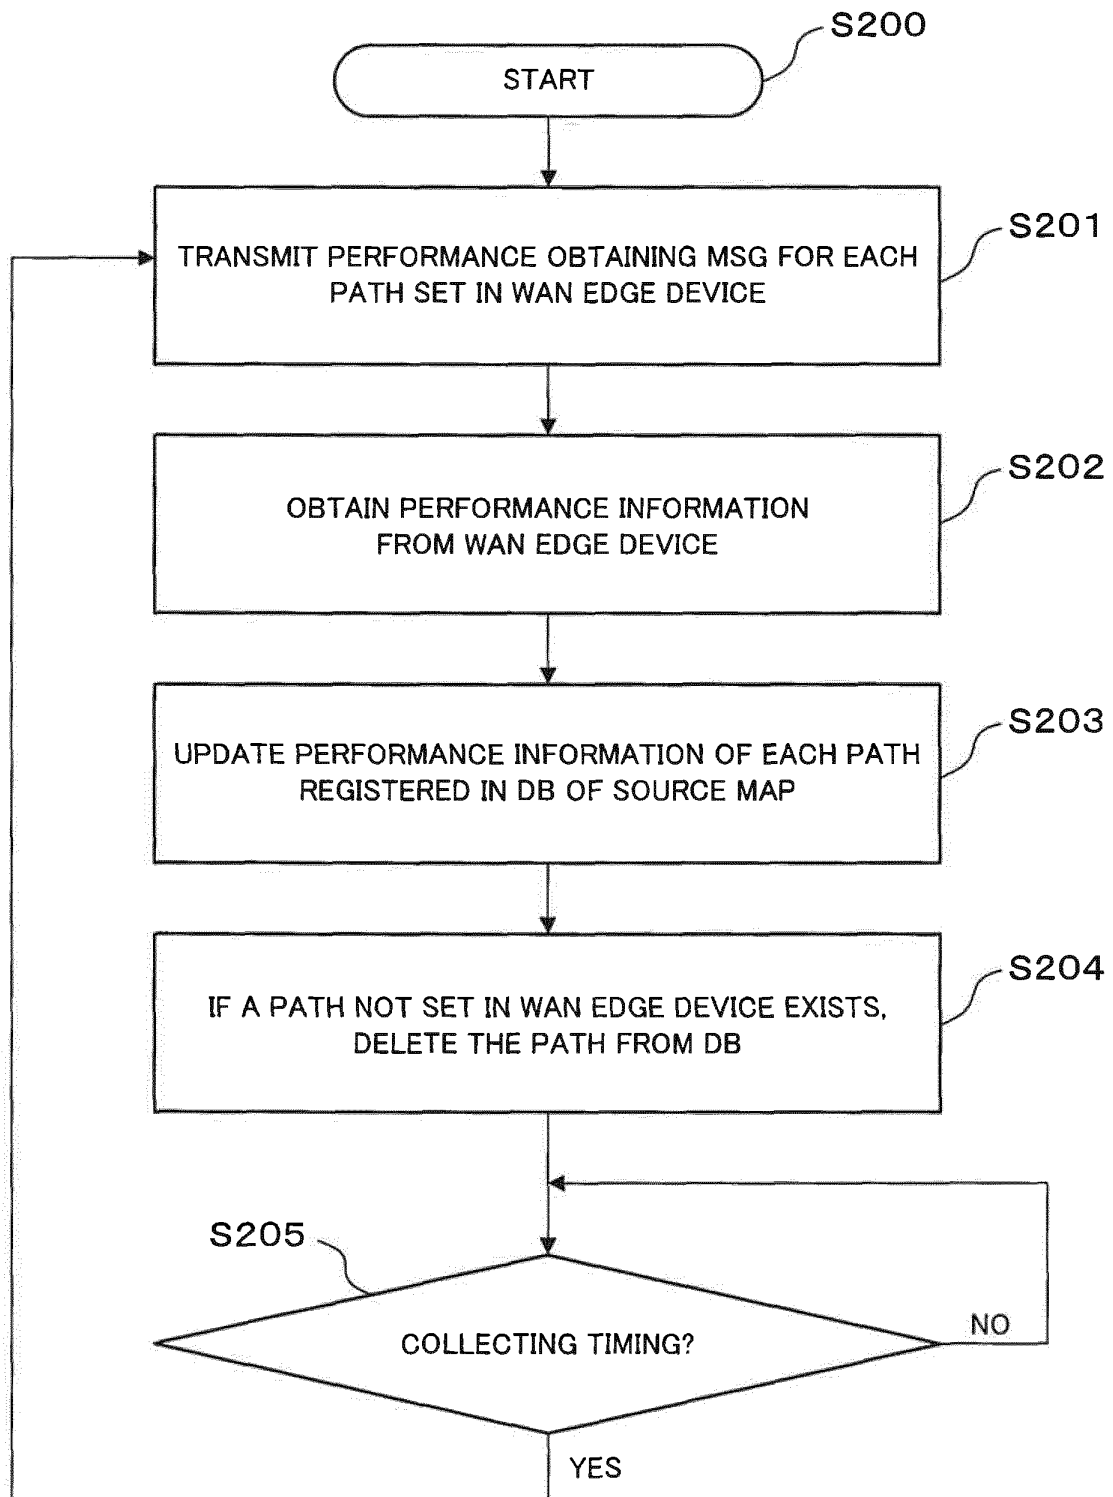 S200
START
S201
TRANSMIT PERFORMANCE OBTAINING MSG FOR EACH
PATH SET IN WAN EDGE DEVICE
S202
OBTAIN PERFORMANCE INFORMATION
FROM WAN EDGE DEVICE
S203
UPDATE PERFORMANCE INFORMATION OF EACH PATH
REGISTERED IN DB OF SOURCE MAP
S204
IF A PATH NOT SET IN WAN EDGE DEVICE EXISTS,
DELETE THE PATH FROM DB
S205
COLLECTING TIMING?
NO
YES